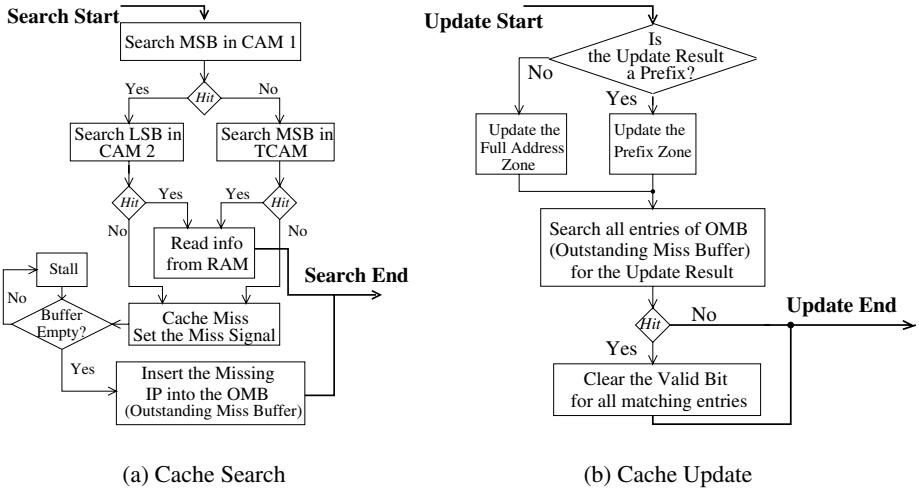 Search Start
Search MSB in CAM 1
Yes
Hit
No
Search LSB in
CAM 2
Search MSB in
TCAM
Hit
Yes
Yes
Hit
No
No
Read info
from RAM
Search End
Stall
No
Buffer
Empty?
Cache Miss
Set the Miss Signal
Yes
Insert the Missing
IP into the OMB
(Outstanding Miss Buffer)
(a) Cache Search
Update Start
Is
the Update Result
a Prefix?
No
Yes
Update the
Full Address
Zone
Update the
Prefix Zone
Search all entries of OMB
(Outstanding Miss Buffer)
for the Update Result
Hit
No
Update End
Yes
Clear the Valid Bit
for all matching entries
(b) Cache Update